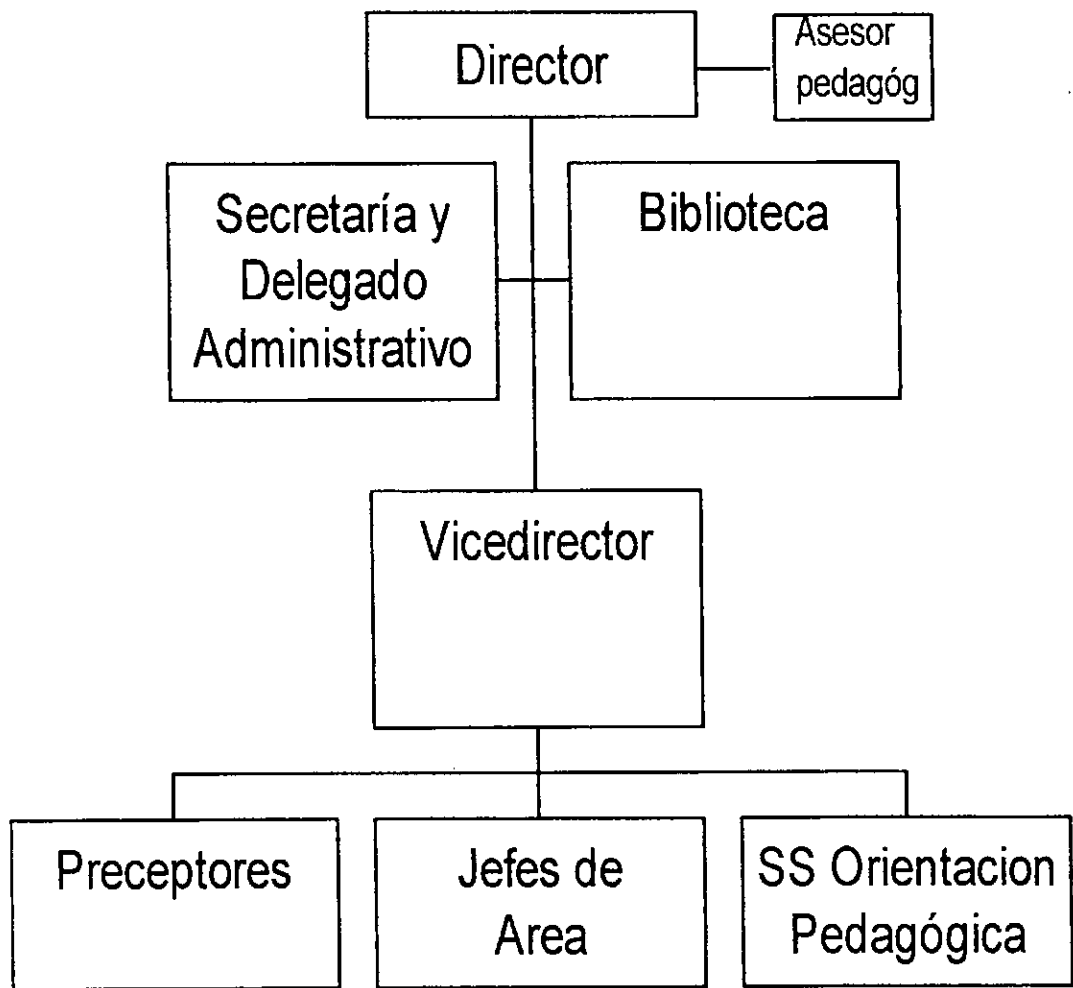 Director
Asesor
pedagóg
Secretaría y
Delegado
Administrativo
Biblioteca
Vicedirector
Preceptores
Jefes de
Area
SS Orientacion
Pedagógica